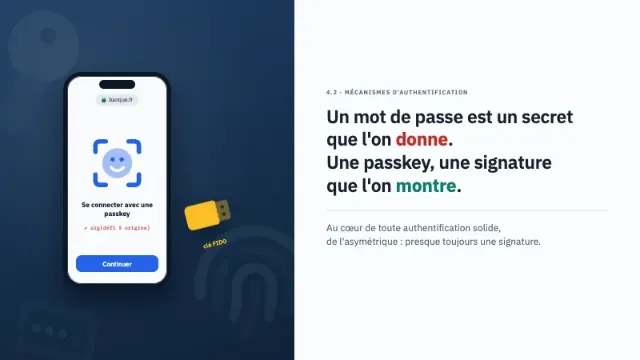 banque.fr
Se connecter avec une
passkey
Continuer
clé FIDO
4.2 · MÉCANISMES D'AUTHENTIFICATION
Un mot de passe est un secret
que l'on donne.
Une passkey, une signature
que l'on montre.
Au cœur de toute authentification solide,
de l'asymétrique : presque toujours une signature.